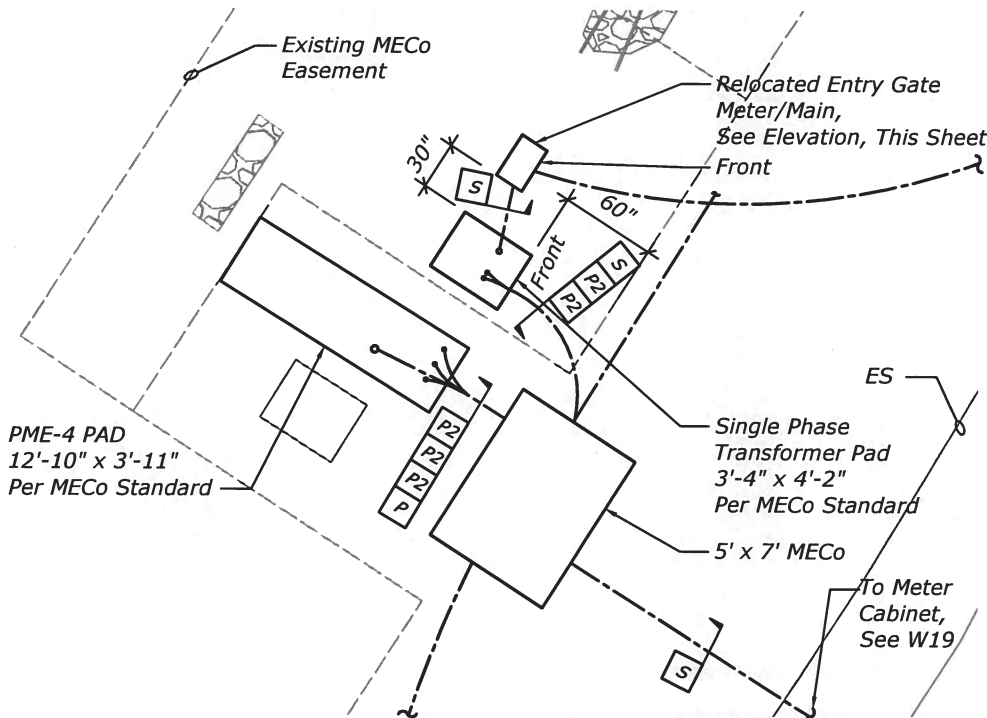 Existing MECo
Easement
Relocated Entry Gate
Meter/Main,
See Elevation, This Sheet
Front
30"
S
60"
Front
S
P2
P2
ES
PME-4 PAD
12'-10" x 3'-11"
Per MECo Standard
P2
P2
P2
P
Single Phase
Transformer Pad
3'-4" x 4'-2"
Per MECo Standard
5' x 7' MECo
To Meter
Cabinet,
See W19
S